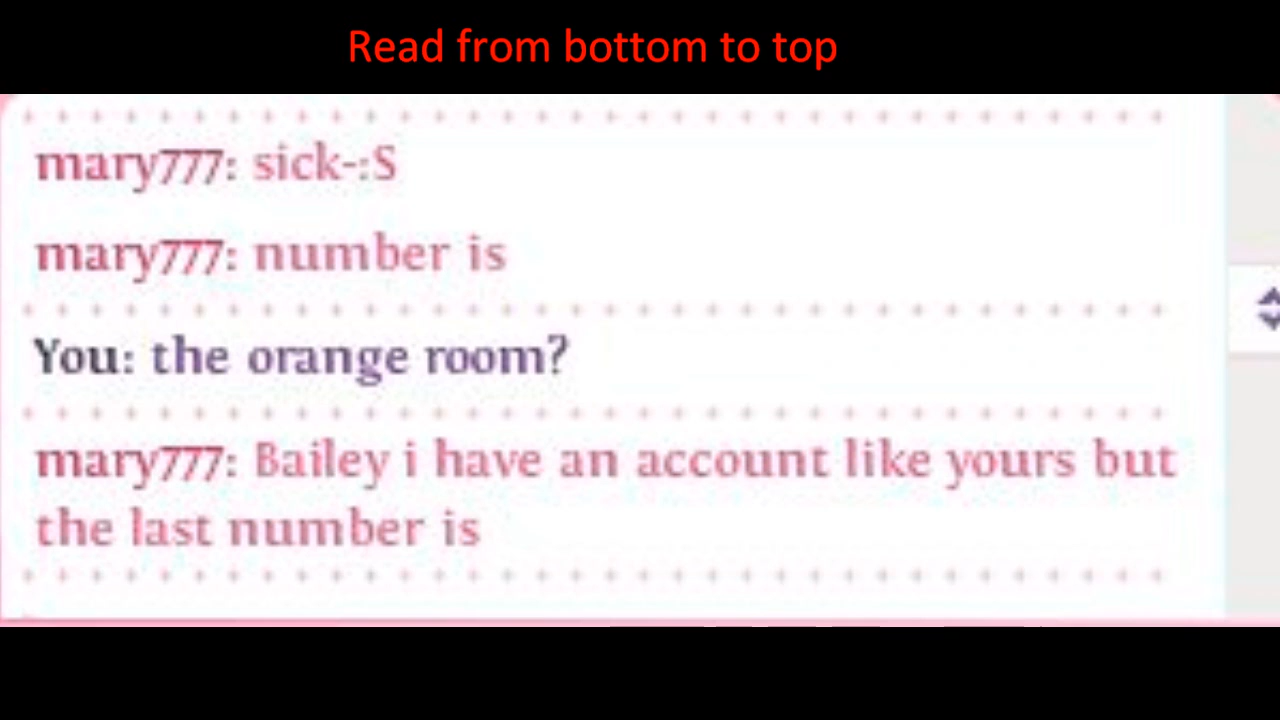 Read from bottom to top
mary777: sick-:S
mary777: number is
You: the orange room?
mary777: Bailey i have an account like yours but
the last number is